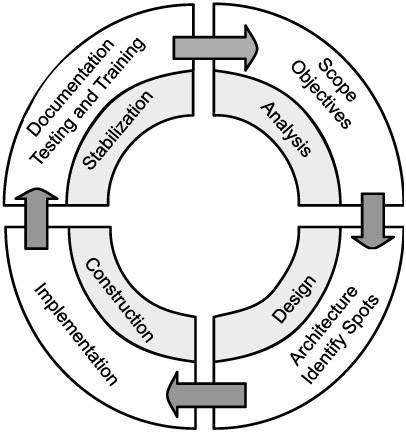 Documentation
Testing and Training
Stabilization
Scope
Objectives
Analysis
Design
Architecture
Identify Spots
Construction
Implementation